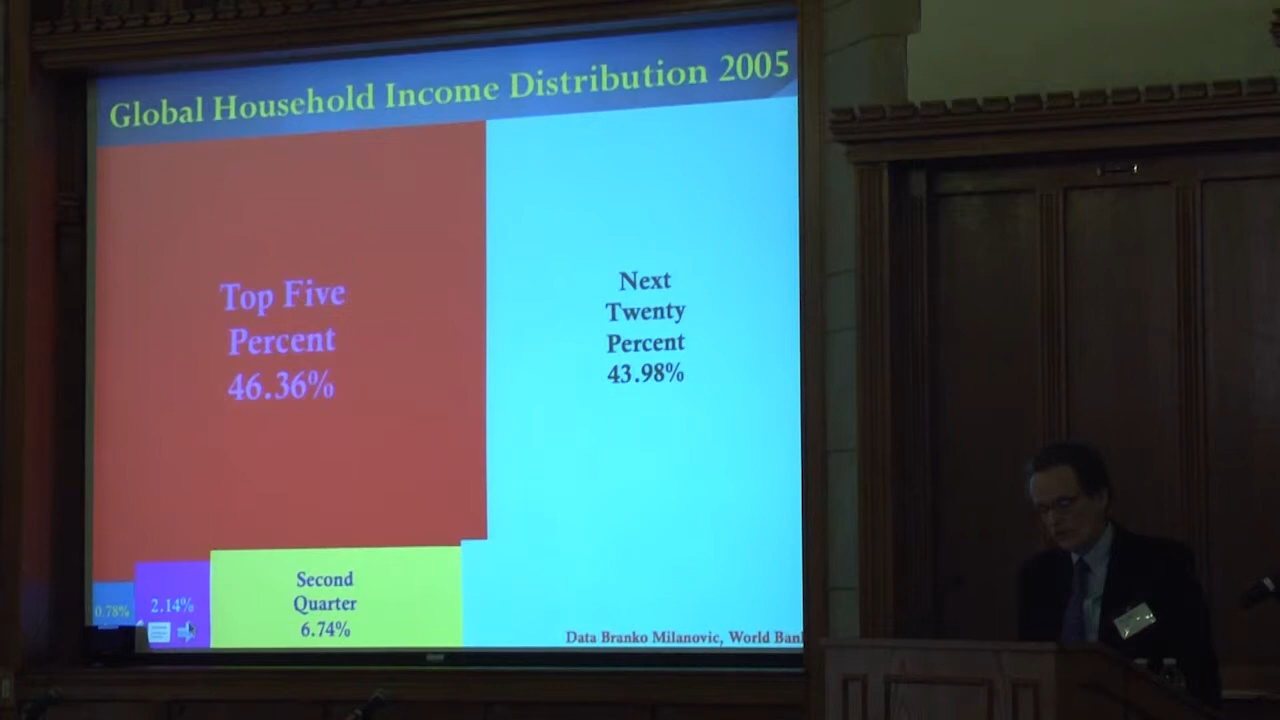 Global Household Income Distribution 2005
Top Five
Percent
46.36%
Next
Twenty
Percent
43.98%
0.78%
2.14%
Second
Quarter
6.74%
Data Branko Milanovic, World Bank